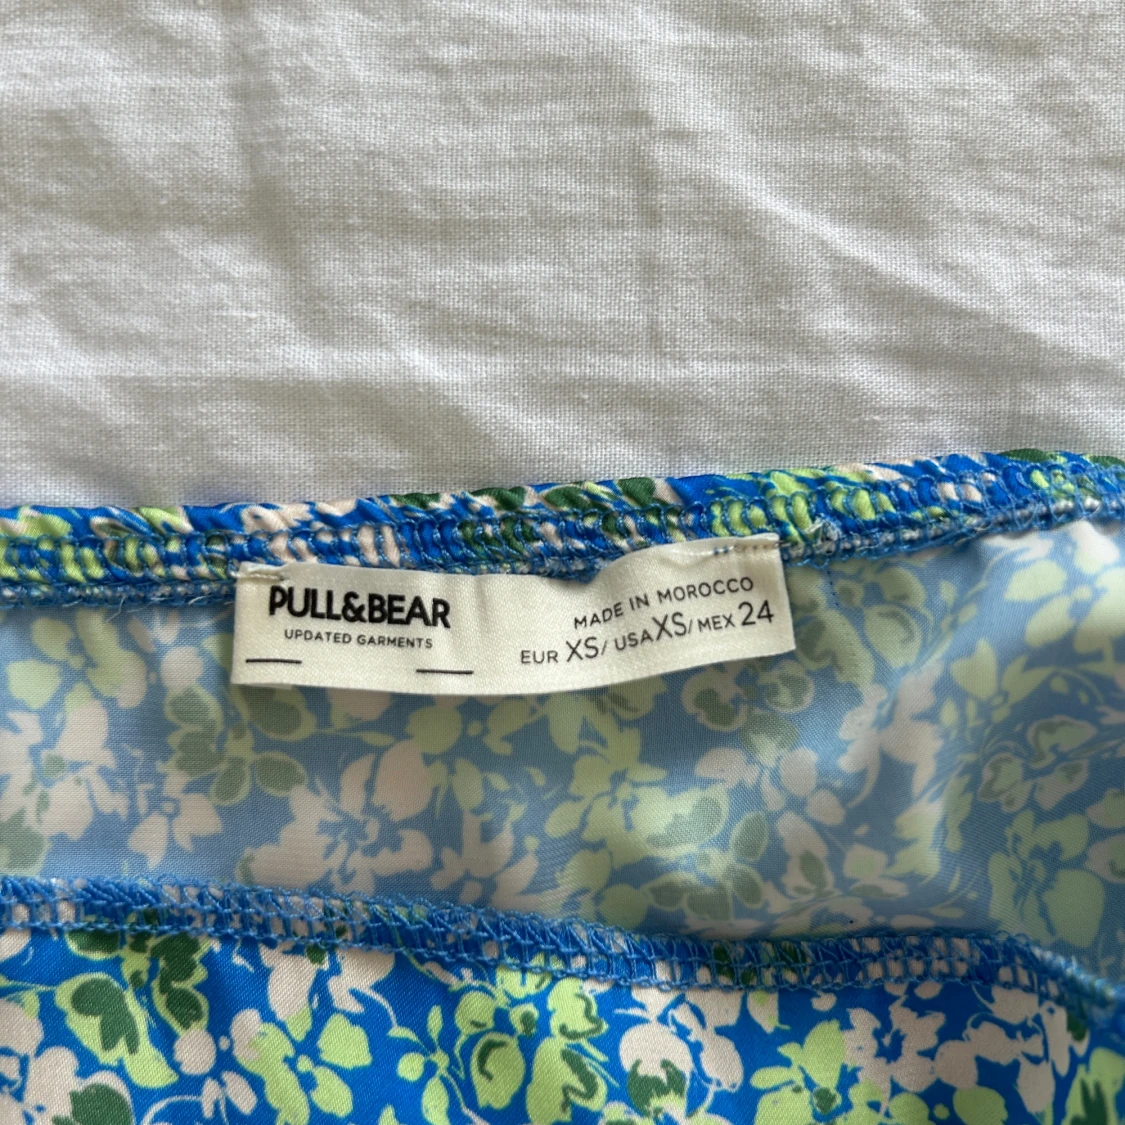 PULL&BEAR
UPDATED GARMENTS
MADE IN MOROCCO
EUR XS/ USA XS/ MEX 24